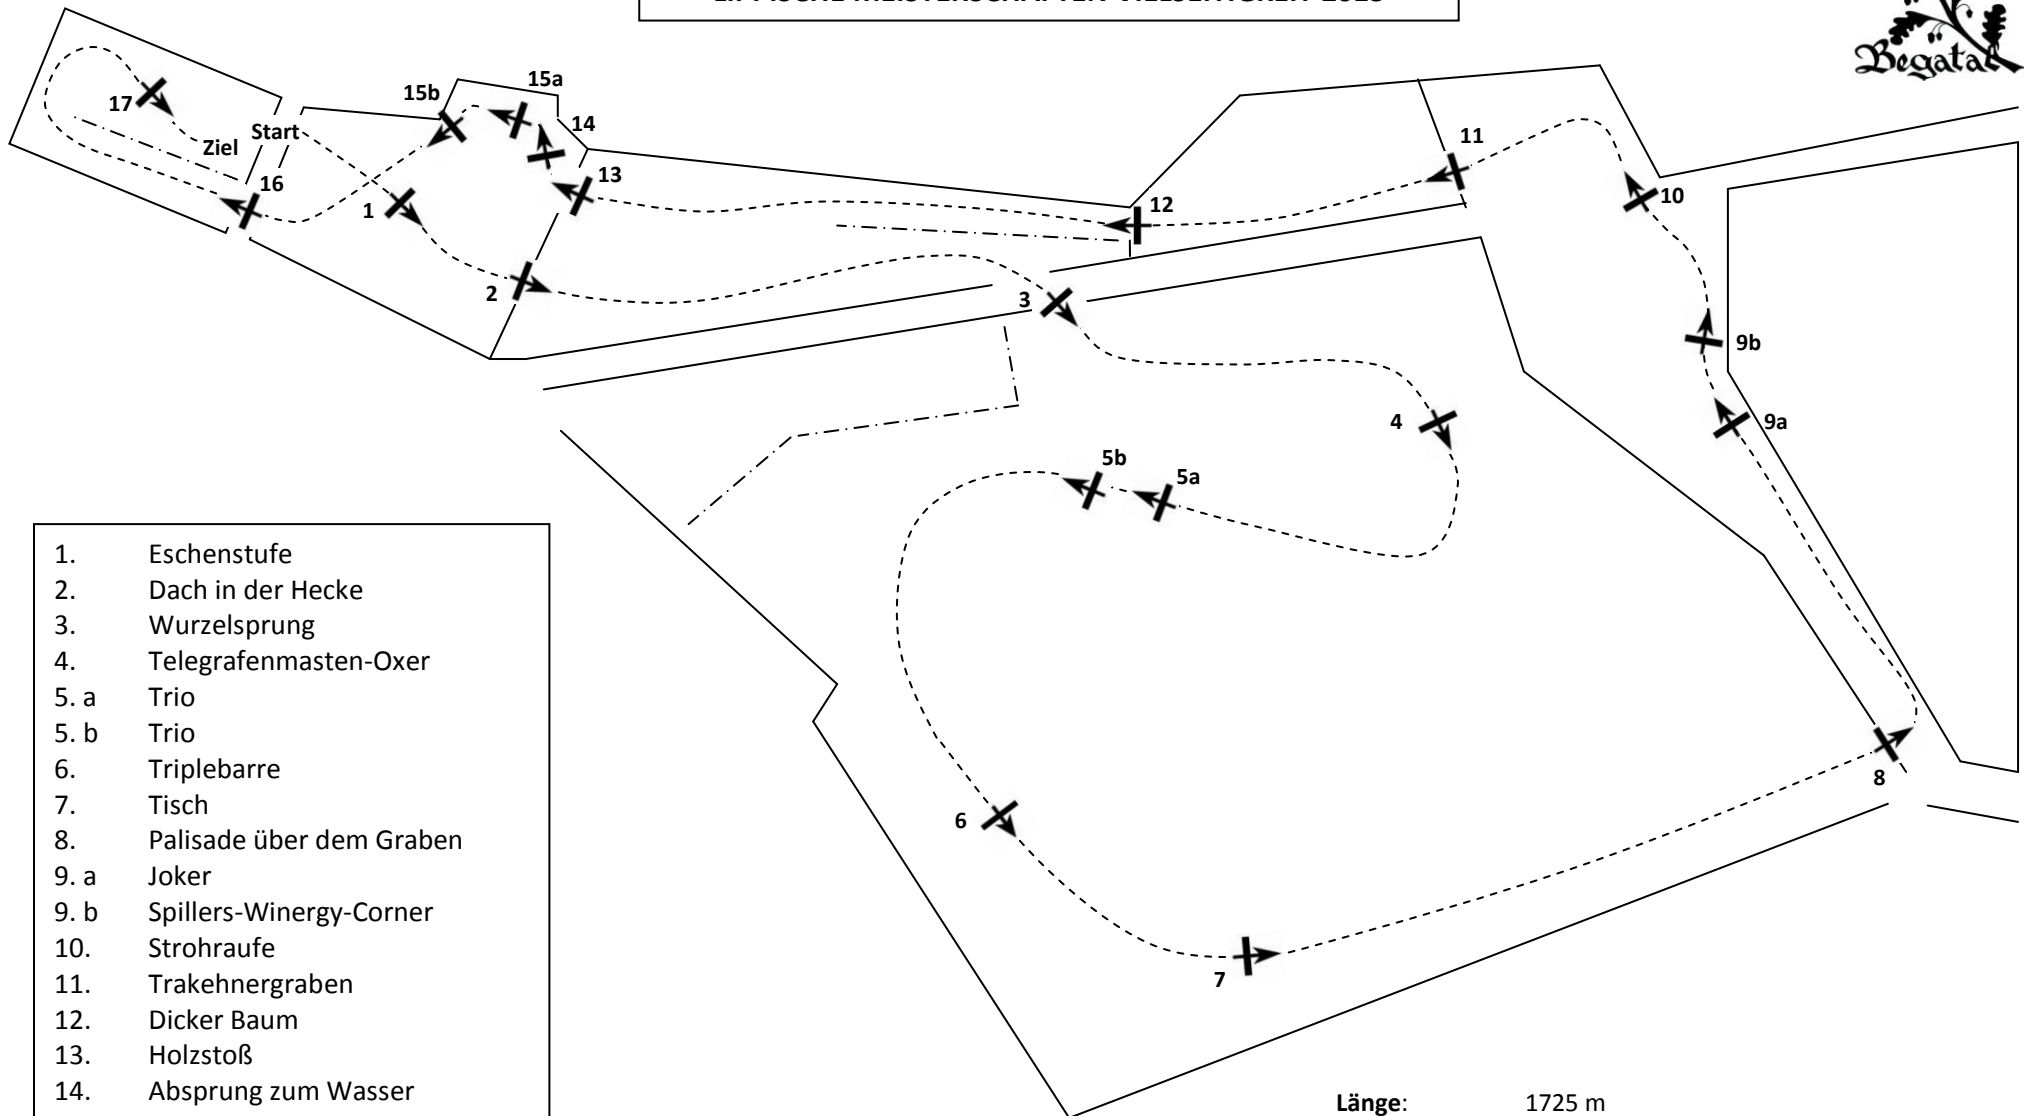 Begatal
15a
15b
17
14
Start
11
Ziel
13
16
10
12
1
2
3
9b
4
9a
5b
5a
1. Eschenstufe
2. Dach in der Hecke
3. Wurzelsprung
4. Telegrafenmasten-Oxer
5. a Trio
5. b Trio
6. Triplebarre
7. Tisch
8. Palisade über dem Graben
9. a Joker
9. b Spillers-Winergy-Corner
10. Strohraufe
11. Trakehnergraben
12. Dicker Baum
13. Holzstoß
14. Absprung zum Wasser
8
6
7
Länge: 1725 m